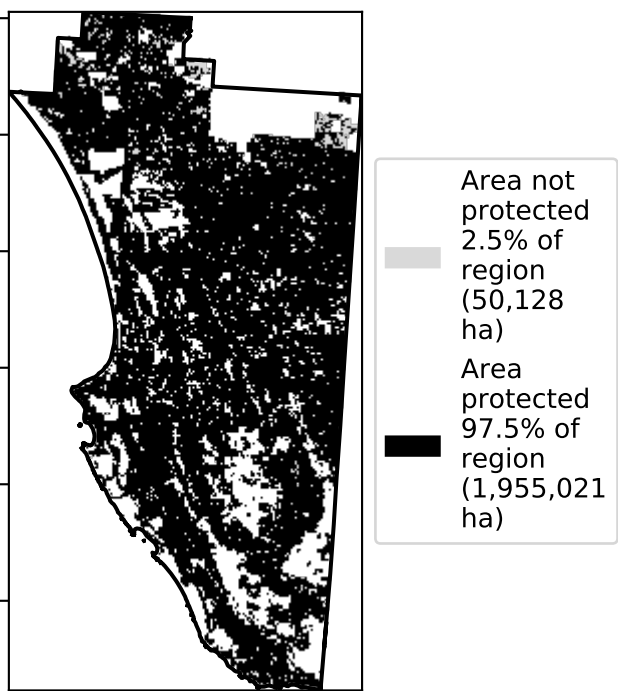 Area not
protected
2.5% of
region
(50,128
ha)
Area
protected
97.5% of
region
(1,955,021
ha)